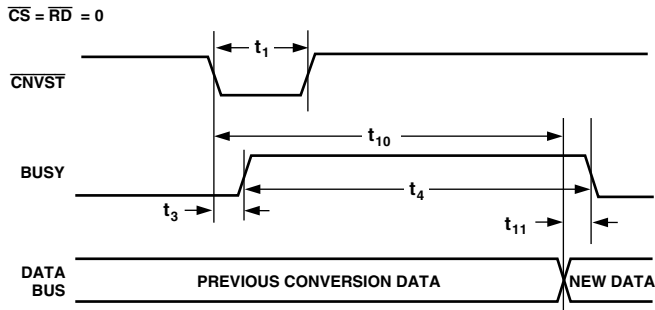 CS = RD = 0
t1
CNVST
t10
BUSY
t4
t3
t11
DATA
BUS
PREVIOUS CONVERSION DATA
NEW DATA